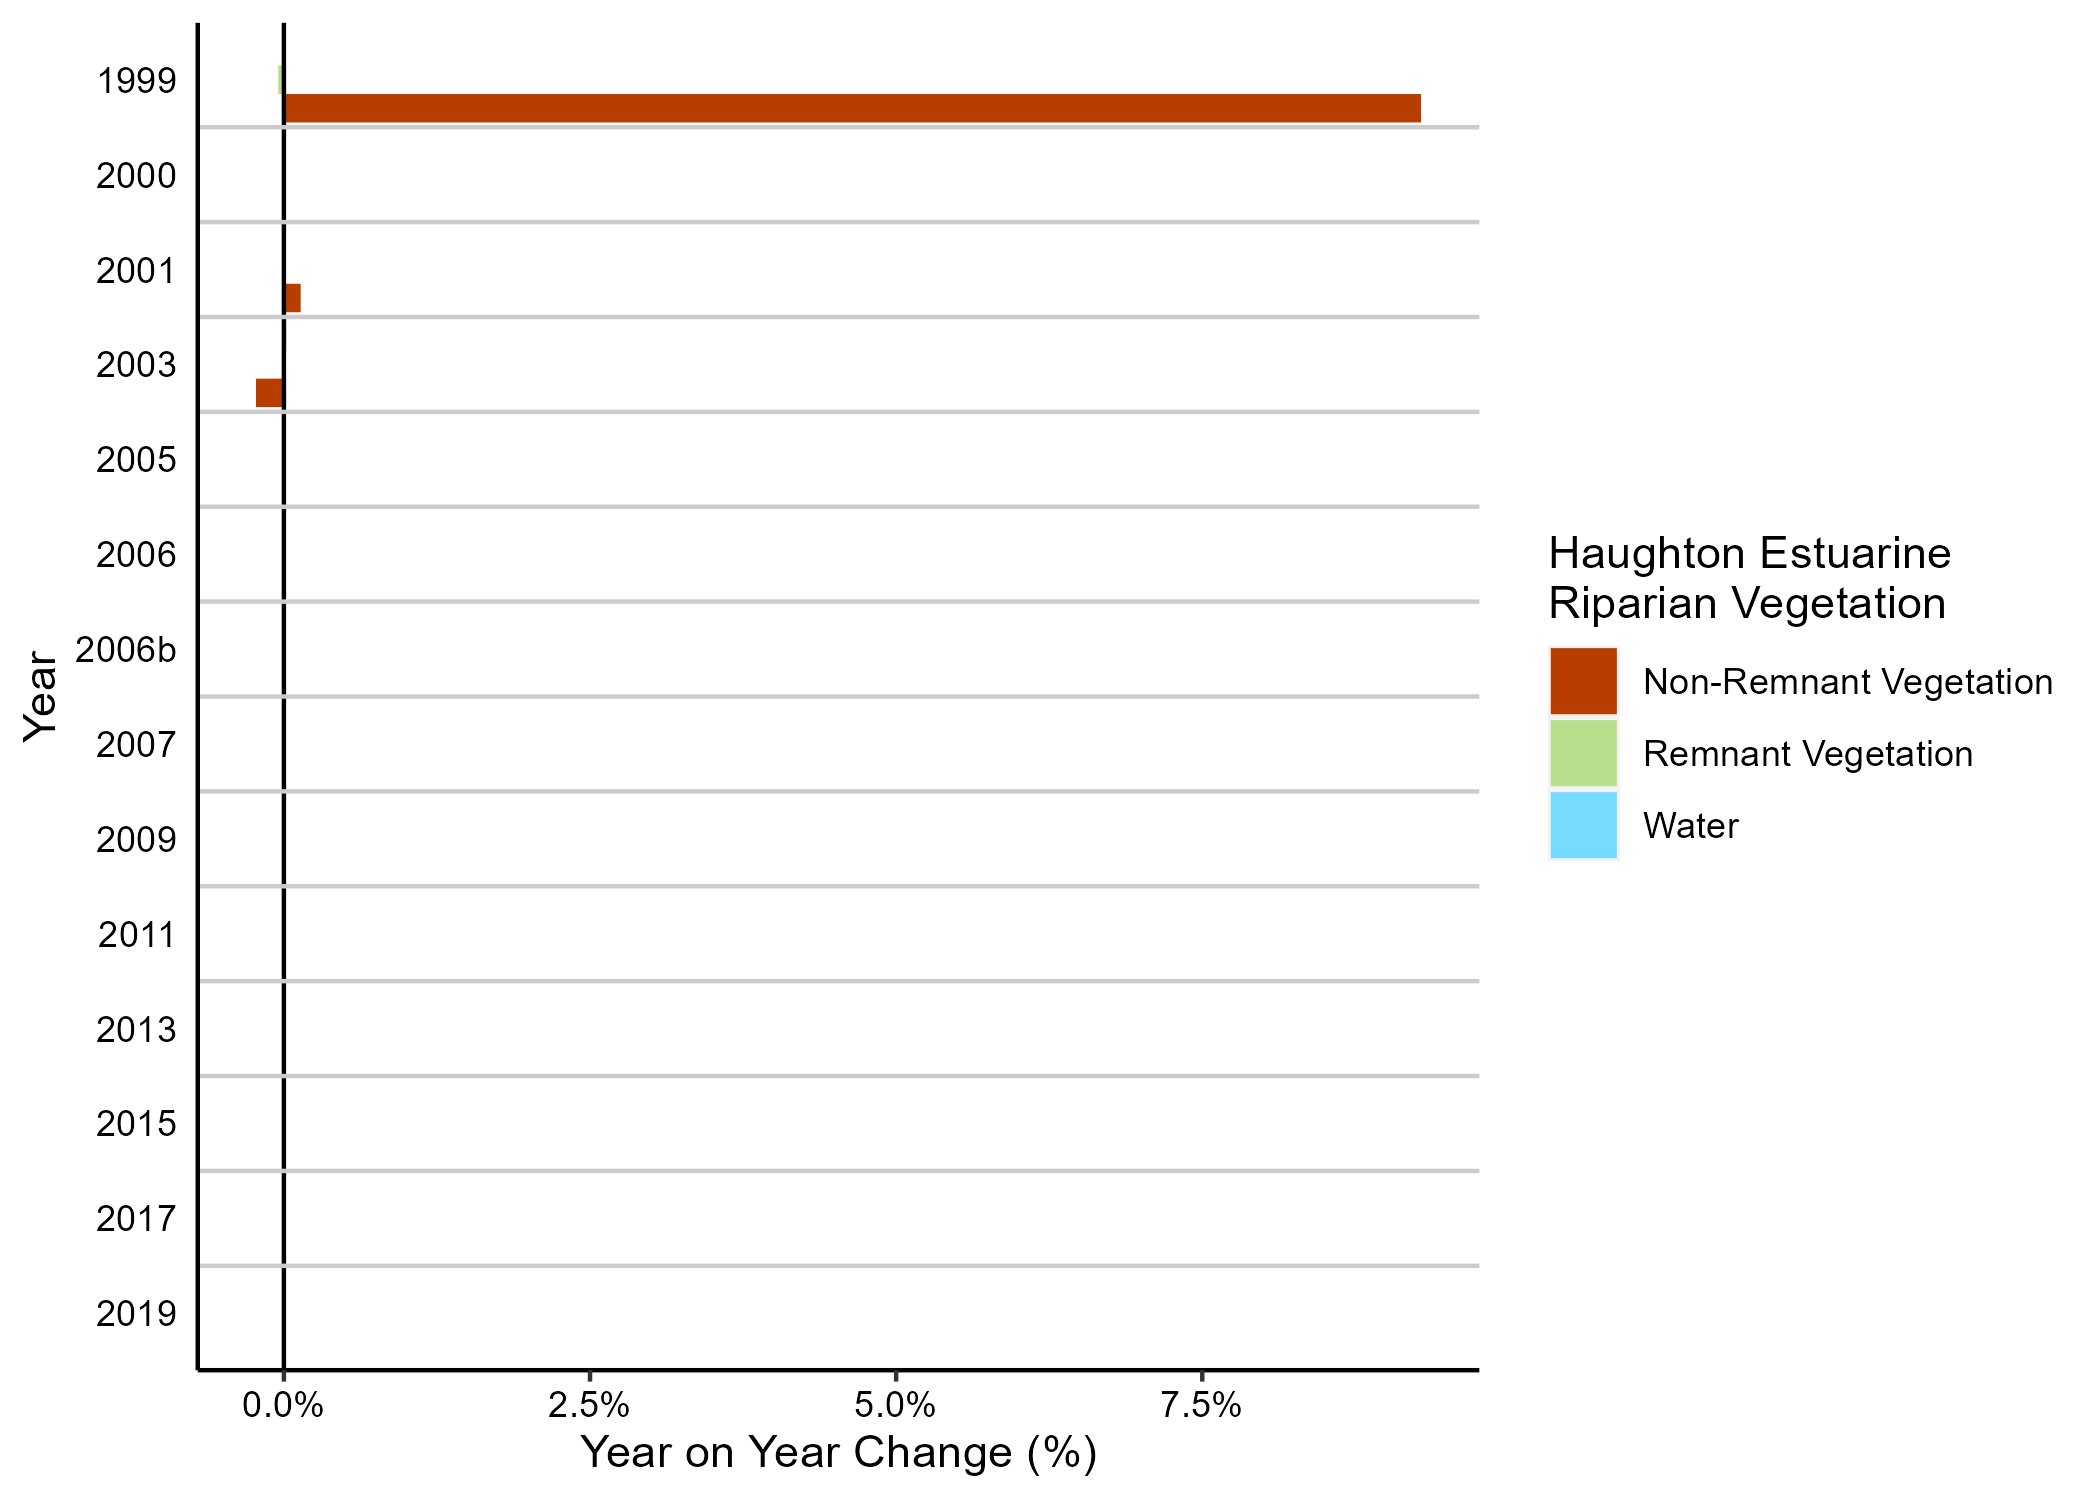 1999
2000
2001
2003
2005
2006
2006b
2007
2009
2011
2013
2015
2017
2019
Year
0.0%
2.5%
5.0%
7.5%
Year on Year Change (%)
Haughton Estuarine
Riparian Vegetation
Non-Remnant Vegetation
Remnant Vegetation
Water